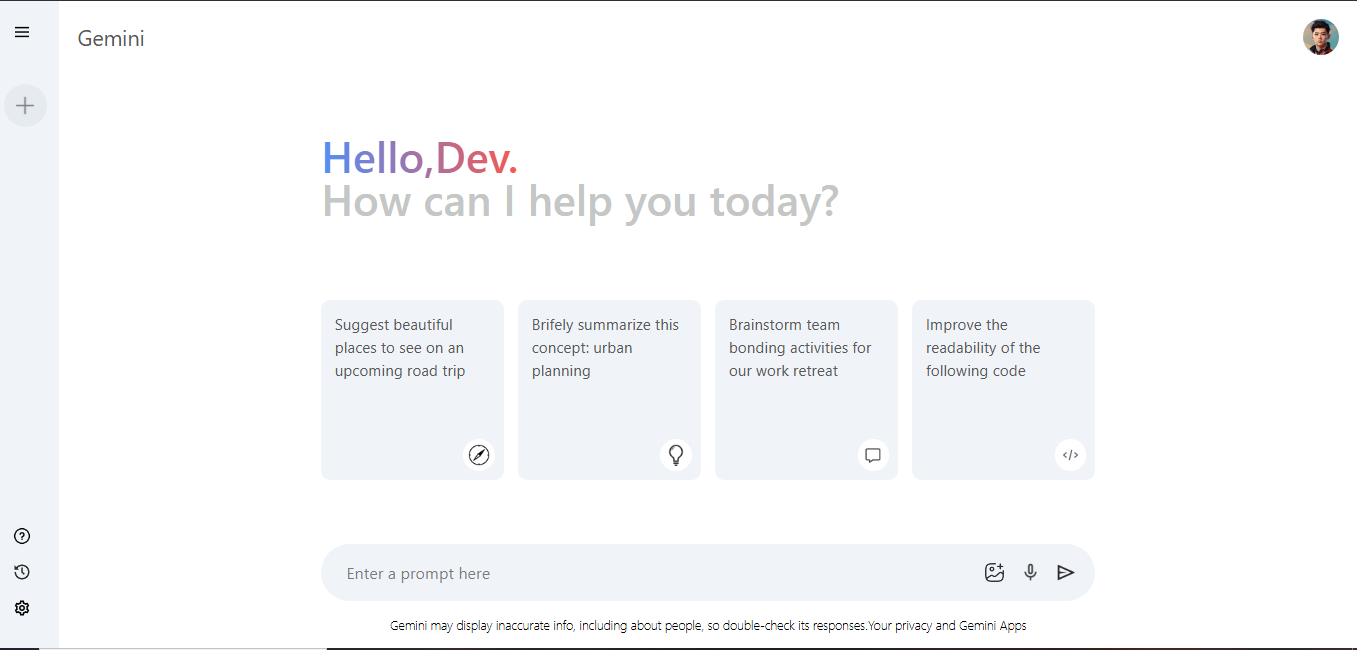 Gemini
Hello,Dev.
How can I help you today?
Suggest beautiful
places to see on an
upcoming road trip
Brifely summarize this
concept: urban
planning
Brainstorm team
bonding activities for
our work retreat
Improve the
readability of the
following code
Enter a prompt here
Gemini may display inaccurate info, including about people, so double-check its responses.Your privacy and Gemini Apps